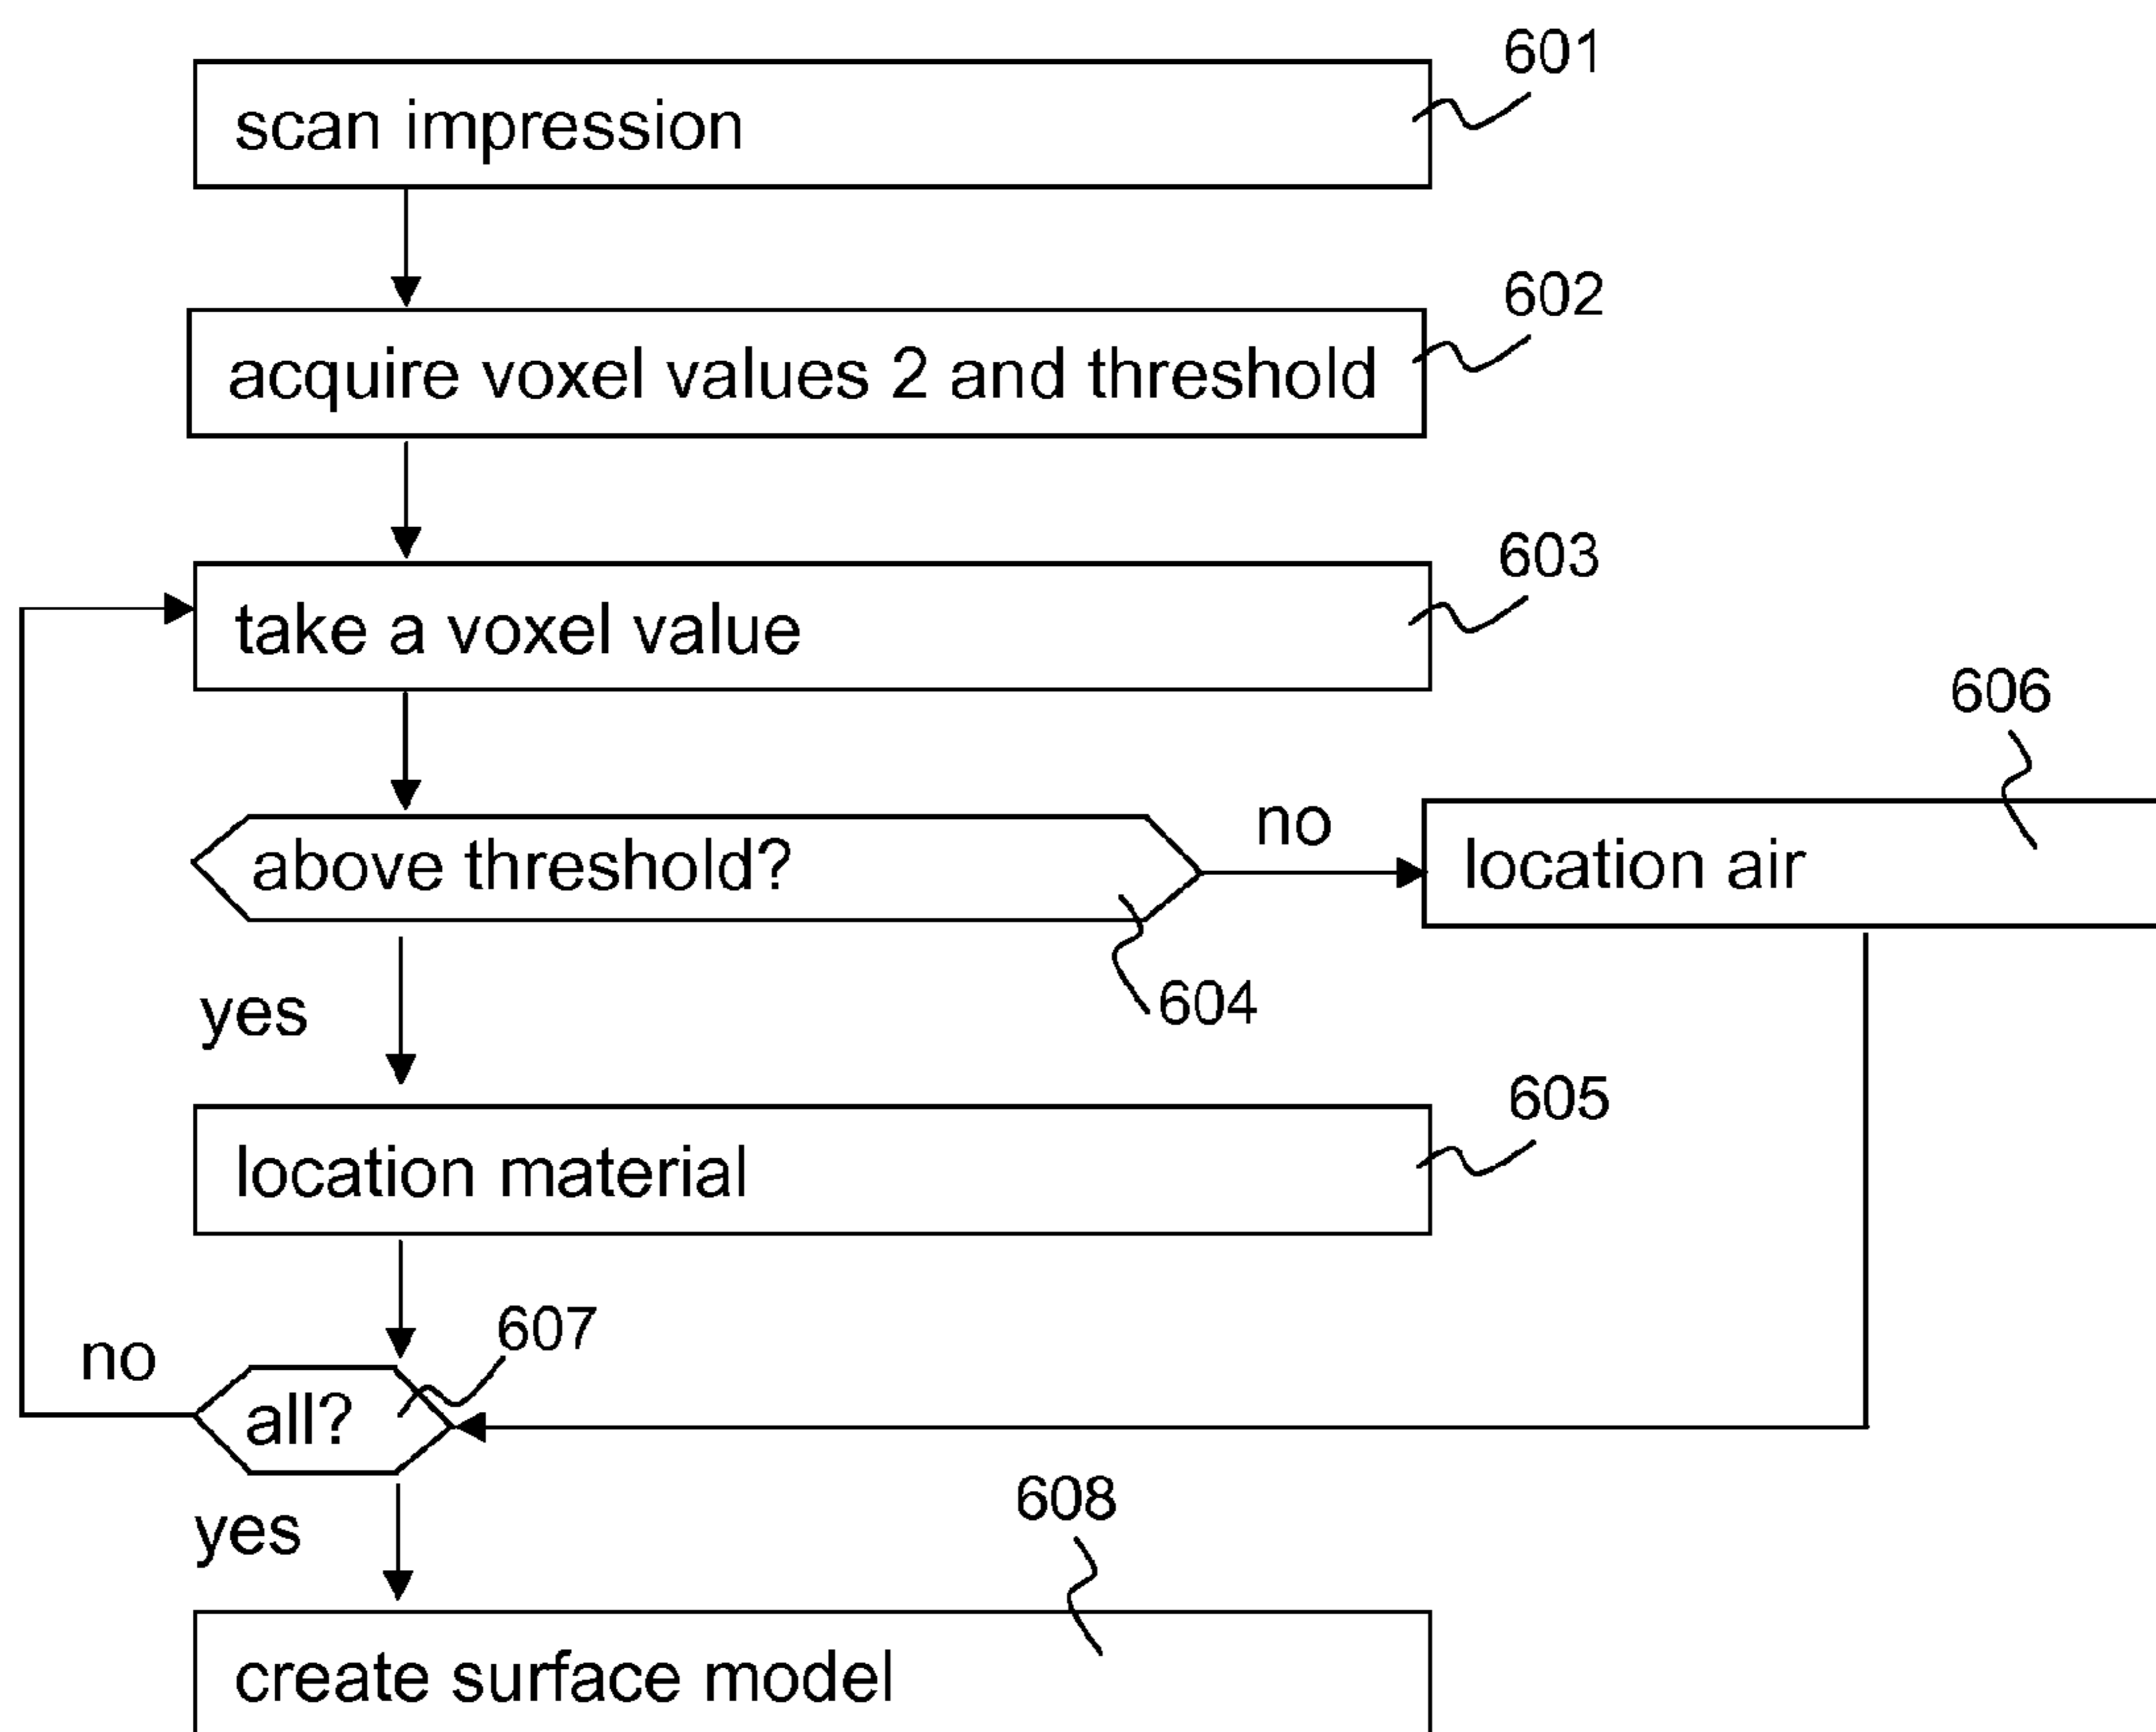 601
scan impression
602
acquire voxel values 2 and threshold
603
take a voxel value
606
above threshold?
no
location air
604
yes
605
location material
607
no
all?
608
yes
create surface model